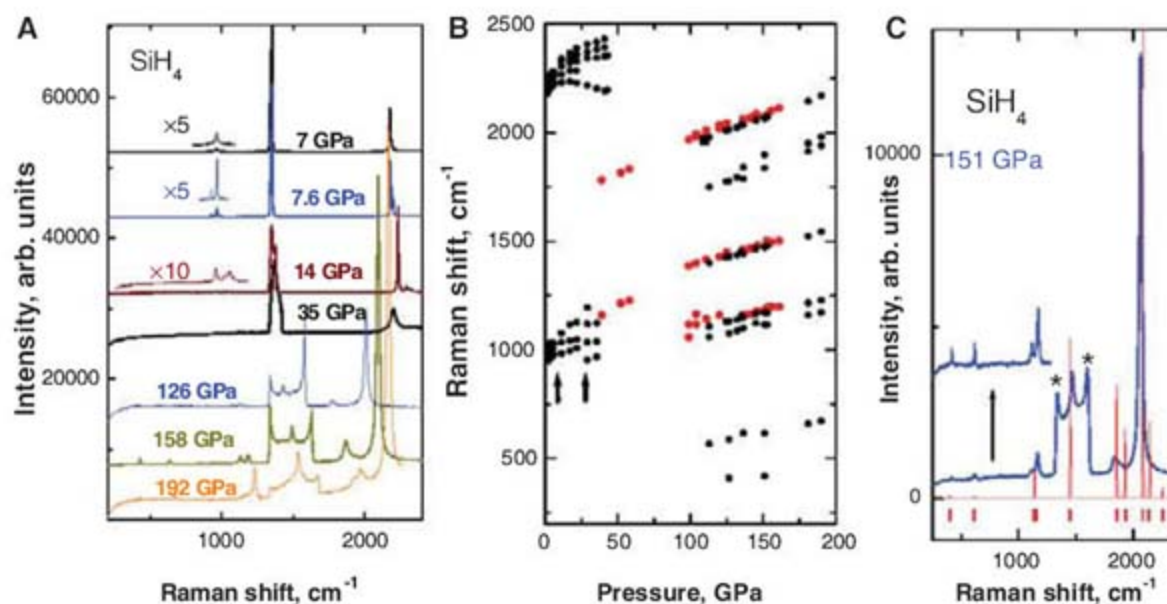 A
SiH4
Intensity, arb. units
60000
40000
20000
×5
7 GPa
×5
7.6 GPa
×10
14 GPa
35 GPa
126 GPa
158 GPa
192 GPa
1000
2000
Raman shift, cm-1
B
Raman shift, cm-1
2500
2000
1500
1000
500
0
50
100
150
200
Pressure, GPa
C
SiH4
151 GPa
Intensity, arb. units
10000
0
*
*
1000
2000
Raman shift, cm-1